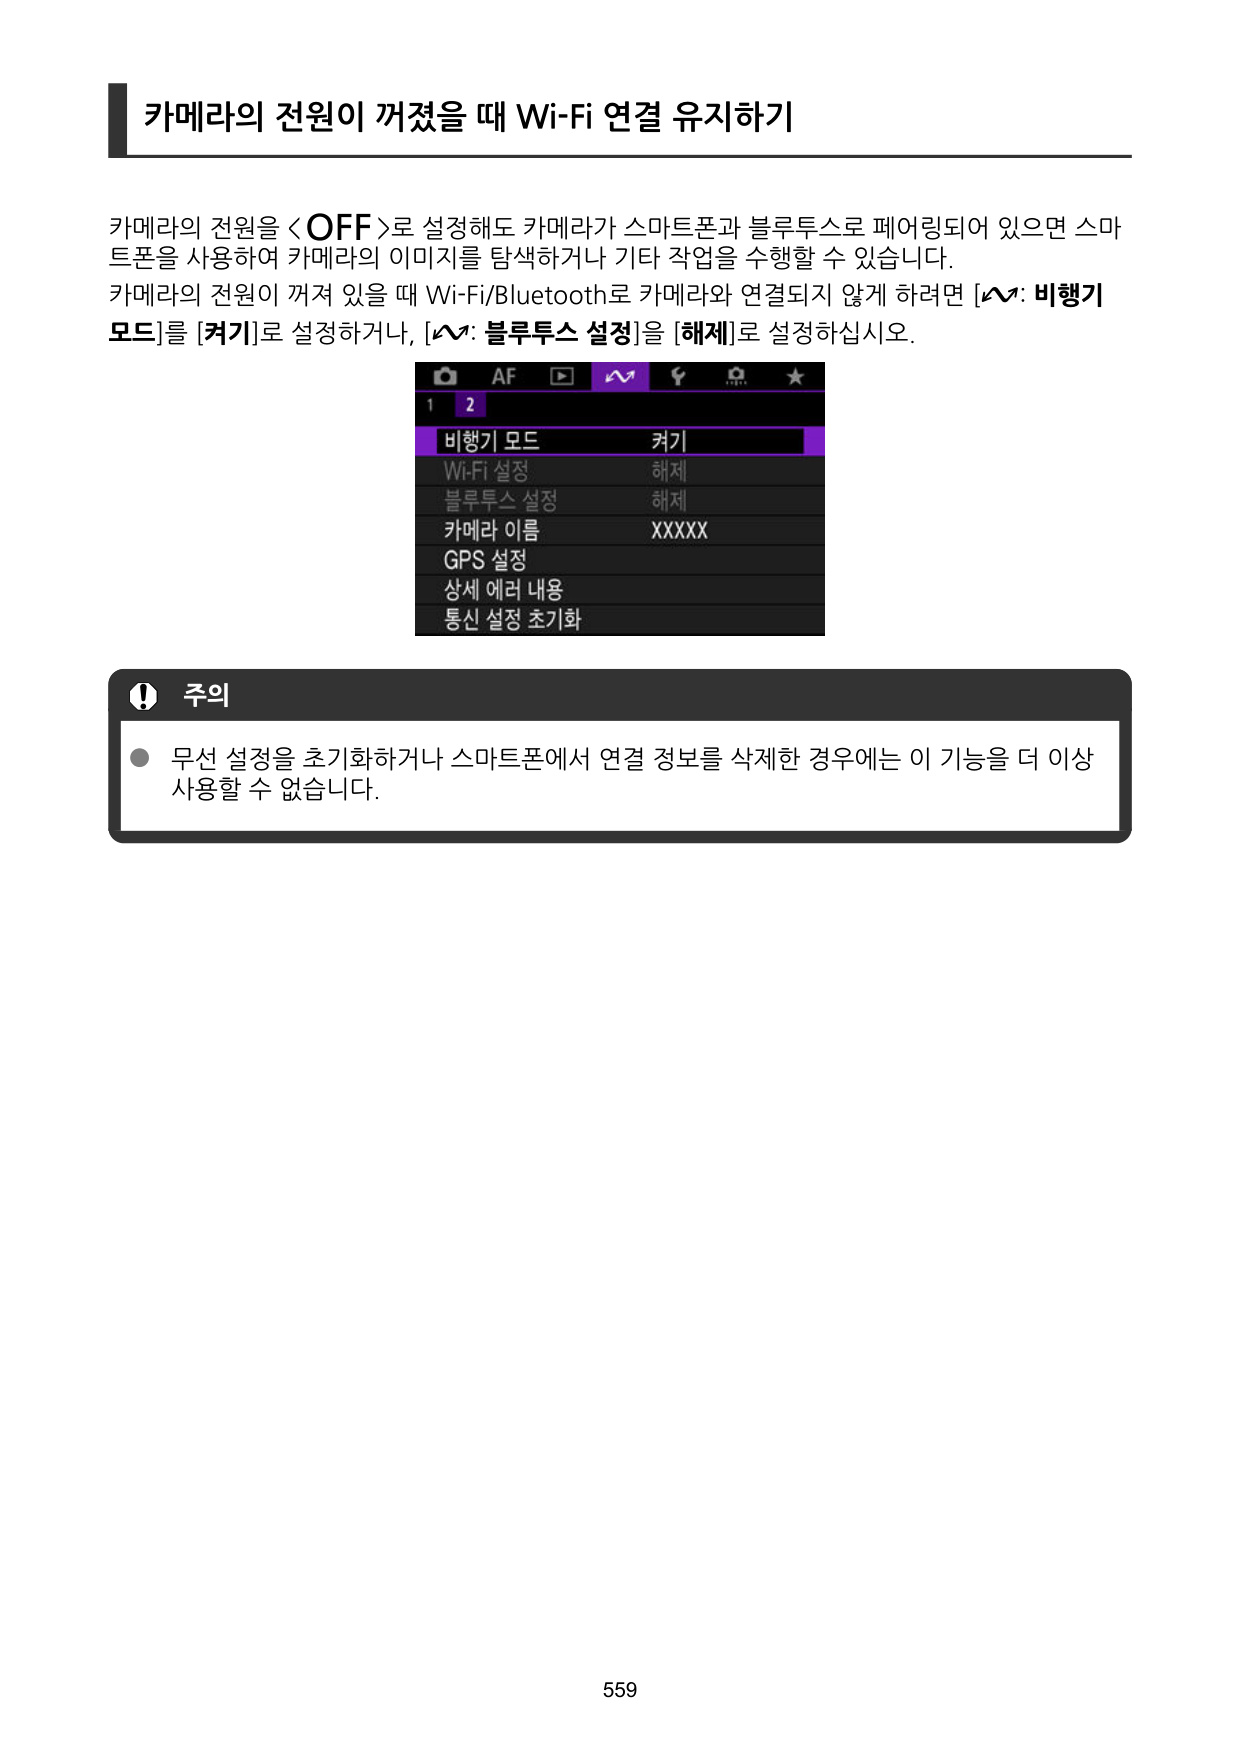 카메라의 전원이 꺼졌을 때 Wi-Fi 연결 유지하기
카메라의 전원을 <OFF>로 설정해도 카메라가 스마트폰과 블루투스로 페어링되어 있으면 스마
트폰을 사용하여 카메라의 이미지를 탐색하거나 기타 작업을 수행할 수 있습니다.
카메라의 전원이 꺼져 있을 때 Wi-Fi/Bluetooth로 카메라와 연결되지 않게 하려면 [: 비행기
모드]를 [켜기]로 설정하거나, [: 블루투스 설정]을 [해제]로 설정하십시오.
AF
1 2
비행기 모드 켜기
Wi-Fi 설정 해제
블루투스 설정 해제
카메라 이름 XXXXX
GPS 설정
상세 에러 내용
통신 설정 초기화
주의
무선 설정을 초기화하거나 스마트폰에서 연결 정보를 삭제한 경우에는 이 기능을 더 이상
사용할 수 없습니다.
559